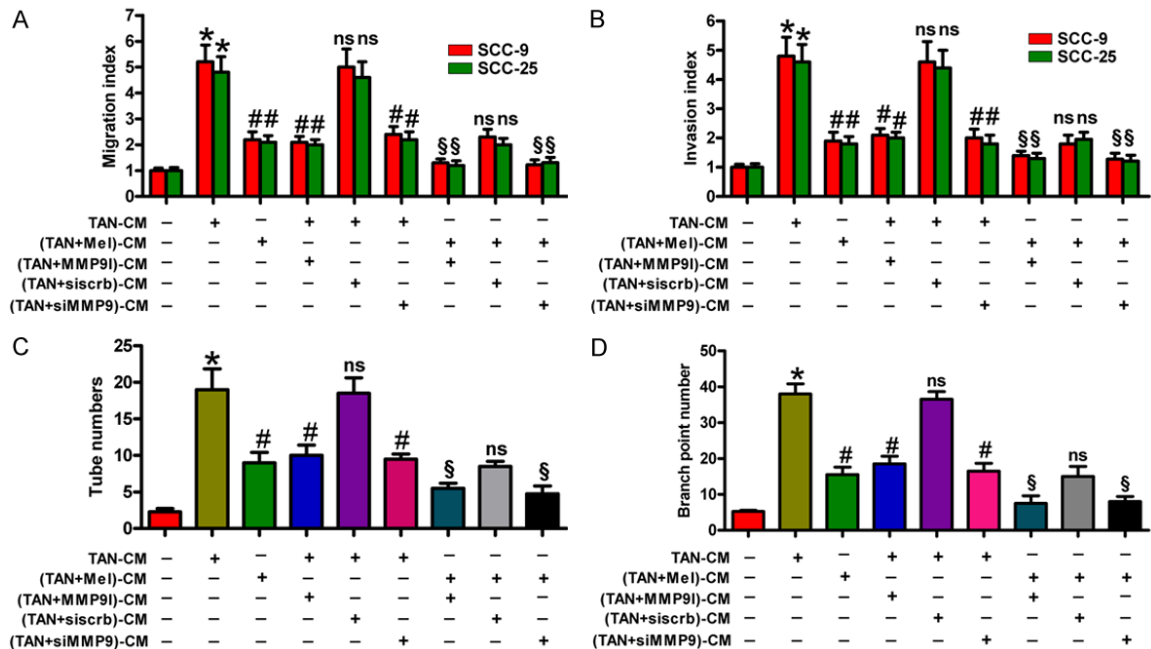 A
Migration index
7
6
5
4
3
2
1
0
* *
##
##
ns ns
##
§§
ns ns
§§
SCC-9
SCC-25
TAN-CM – + – + + + – – –
(TAN+Mel)-CM – – + – – – + + +
(TAN+MMP9I)-CM – – – + – – + – –
(TAN+siscrb)-CM – – – – + – – + –
(TAN+siMMP9)-CM – – – – – + – – +
B
Invasion index
6
4
2
1
0
* *
##
##
ns ns
##
§§
ns ns
§§
SCC-9
SCC-25
TAN-CM – + – + + + – – –
(TAN+Mel)-CM – – + – – – + + +
(TAN+MMP9I)-CM – – – + – – + – –
(TAN+siscrb)-CM – – – – + – – + –
(TAN+siMMP9)-CM – – – – – + – – +
C
Tube numbers
25
20
15
10
5
0
*
#
#
ns
#
§
ns
§
TAN-CM – + – + + + – – –
(TAN+Mel)-CM – – + – – – + + +
(TAN+MMP9I)-CM – – – + – – + – –
(TAN+siscrb)-CM – – – – + – – + –
(TAN+siMMP9)-CM – – – – – + – – +
D
Branch point number
50
40
30
20
10
0
*
#
#
ns
#
§
ns
§
TAN-CM – + – + + + – – –
(TAN+Mel)-CM – – + – – – + + +
(TAN+MMP9I)-CM – – – + – – + – –
(TAN+siscrb)-CM – – – – + – – + –
(TAN+siMMP9)-CM – – – – – + – – +